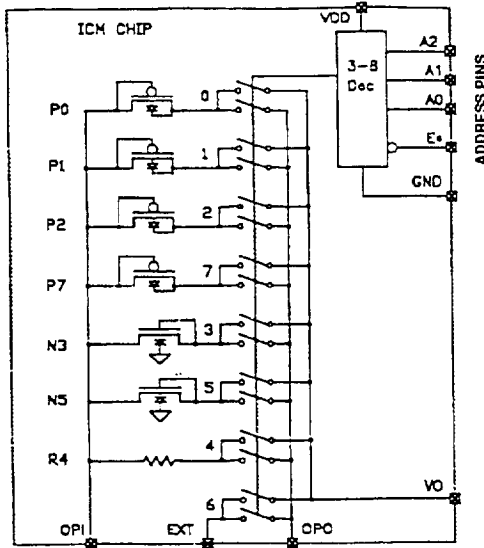 ICM CHIP
VDD
3-8
Dec
A2
A1
A0
E*
GND
ADDRESS PINS
P0
0
P1
1
P2
2
P7
7
N3
3
N5
5
R4
4
6
VO
OPI
EXT
OPO